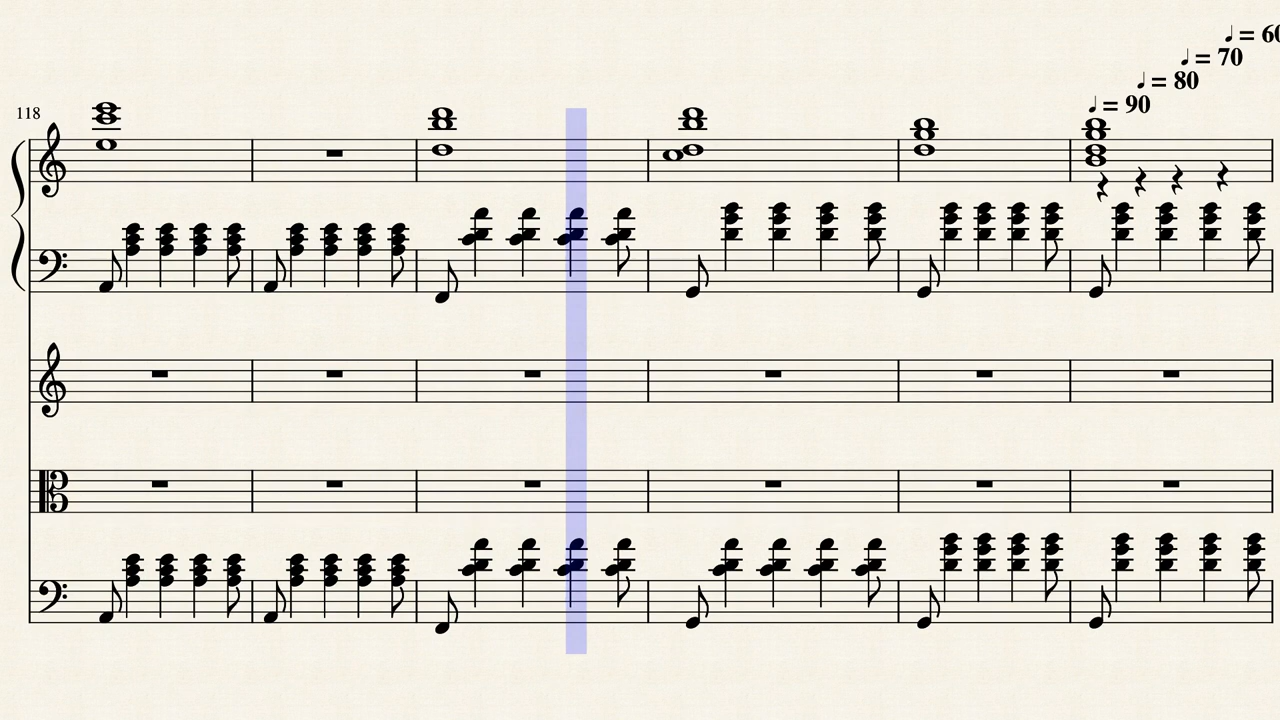 ♩ = 60
♩ = 70
♩ = 80
♩ = 90
118